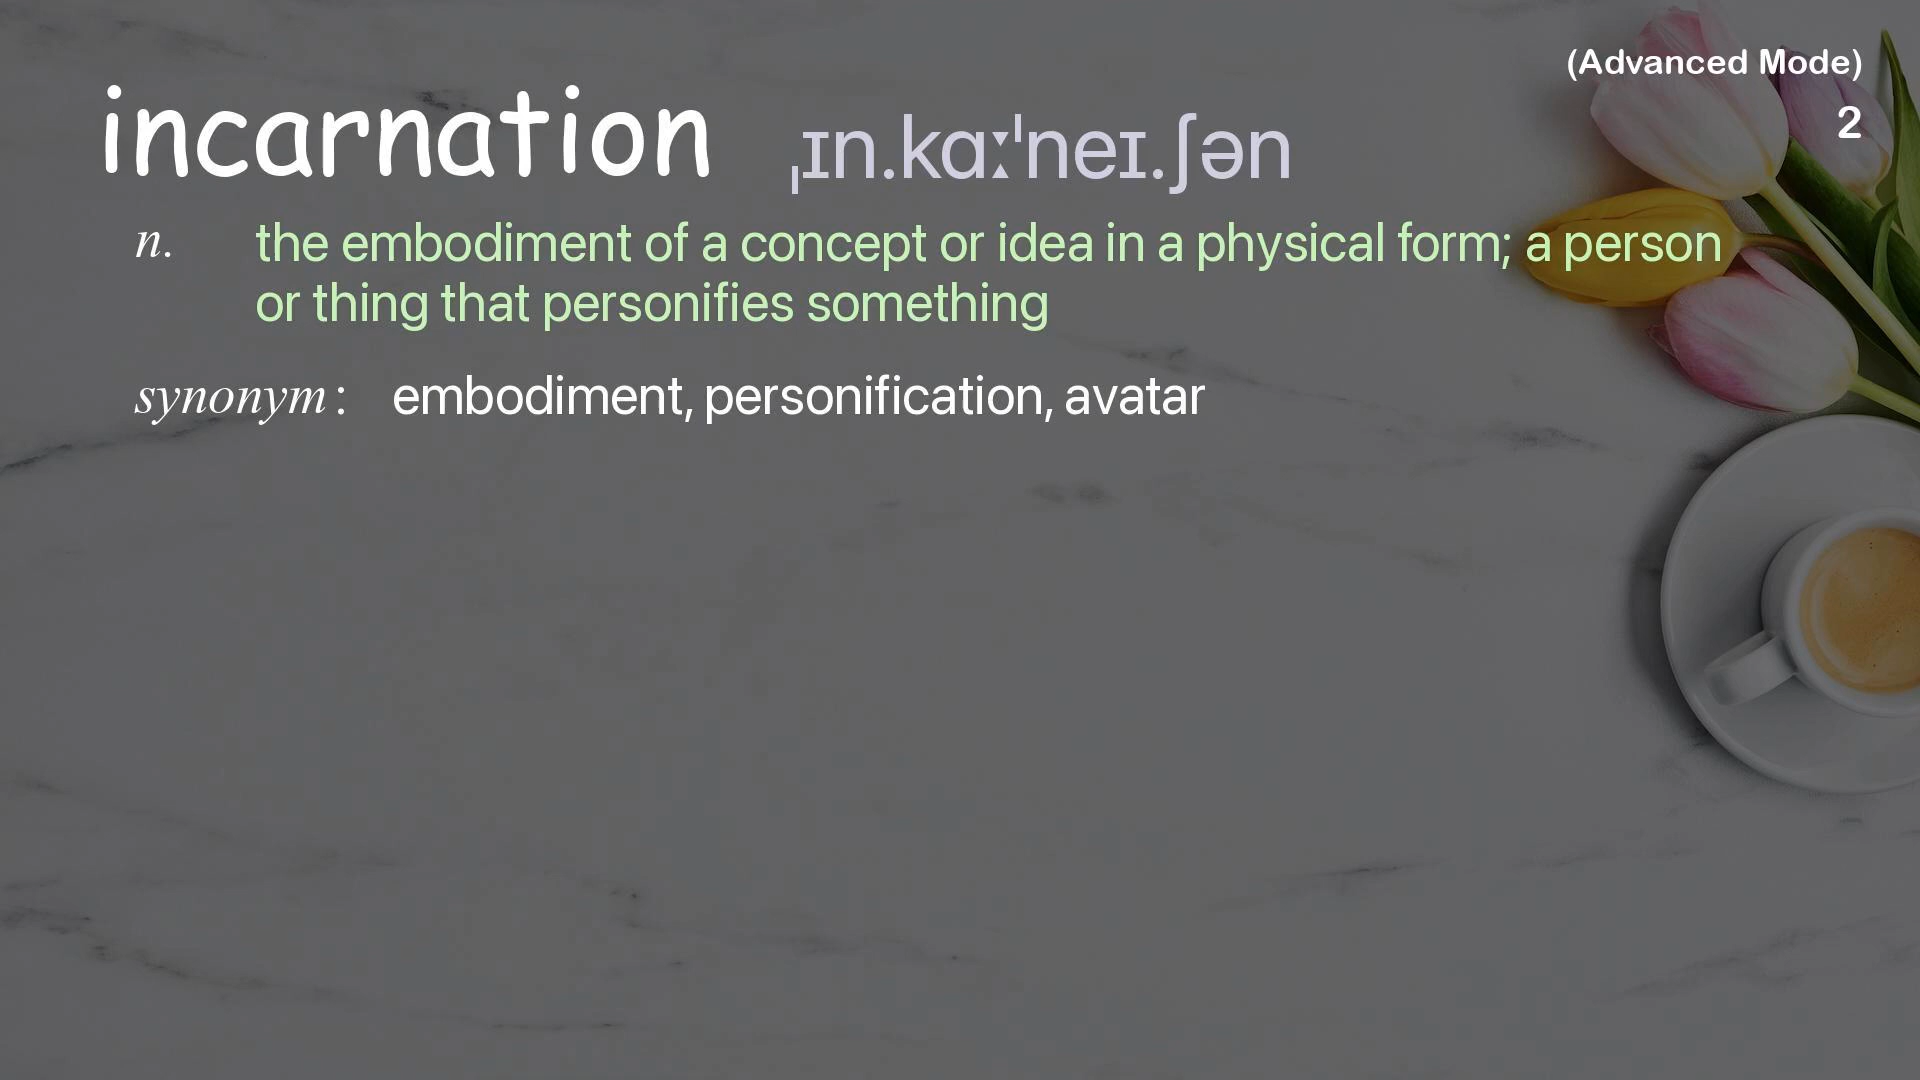 (Advanced Mode)
2
incarnation ˌɪn.kɑːˈneɪ.ʃən
n. the embodiment of a concept or idea in a physical form; a person
or thing that personifies something
synonym : embodiment, personification, avatar